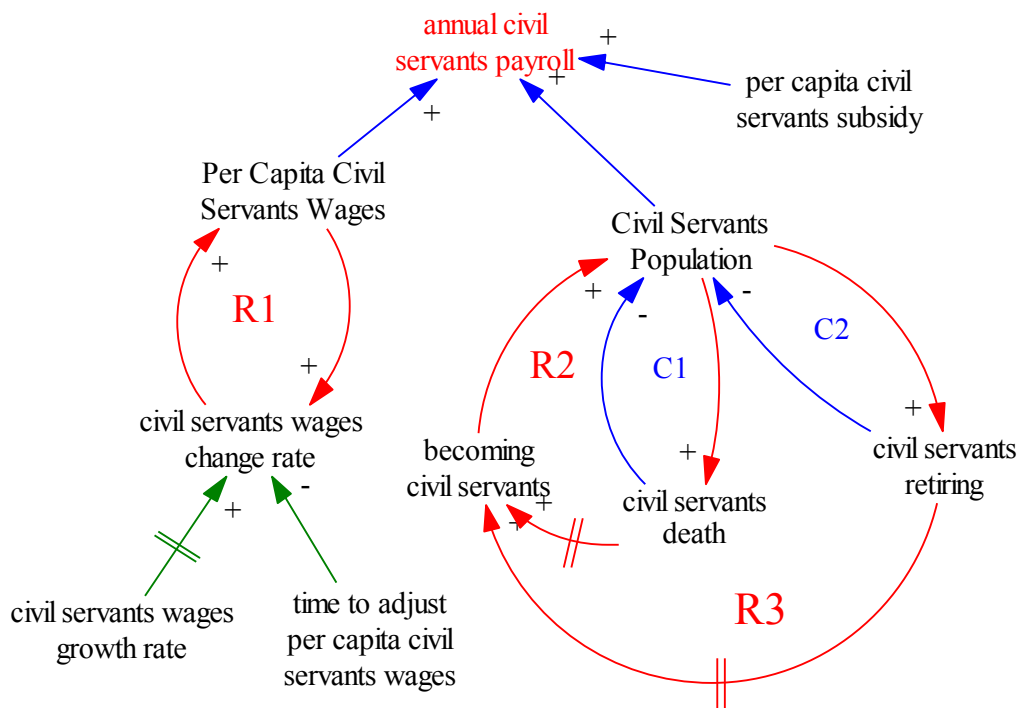 annual civil
servants payroll
+
+
+
per capita civil
servants subsidy
Per Capita Civil
Servants Wages
+
R1
+
civil servants wages
change rate
-
+
civil servants wages
growth rate
time to adjust
per capita civil
servants wages
Civil Servants
Population
+
-
-
R2
C1
C2
+
+
becoming
civil servants
+
+
civil servants
death
civil servants
retiring
R3